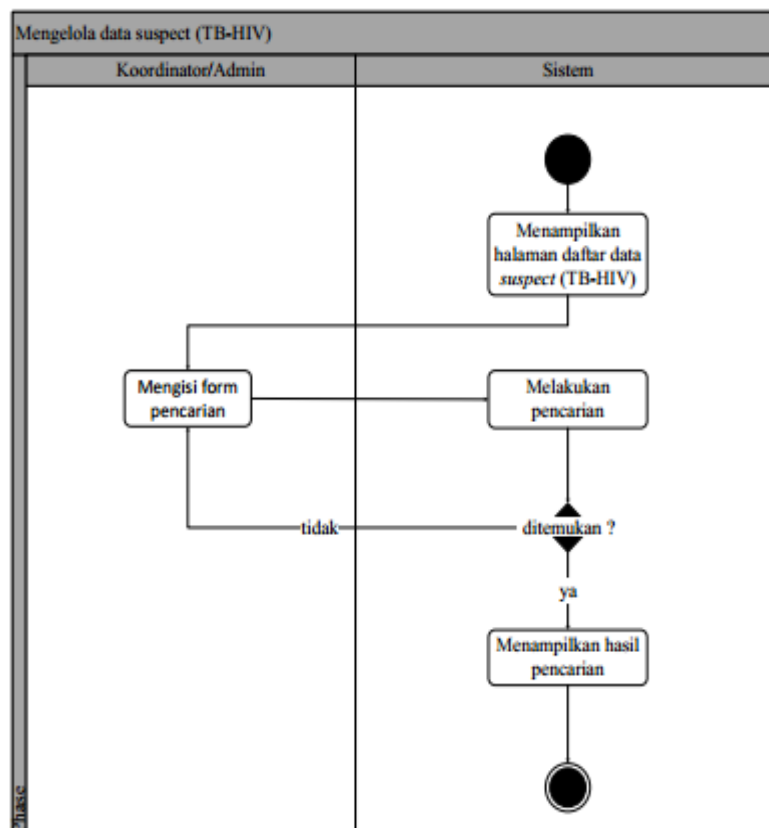 Mengelola data suspect (TB-HIV)
Koordinator/Admin
Sistem
Menampilkan
halaman daftar data
suspect (TB-HIV)
Mengisi form
pencarian
Melakukan
pencarian
tidak
ditemukan ?
ya
Menampilkan hasil
pencarian
Phase